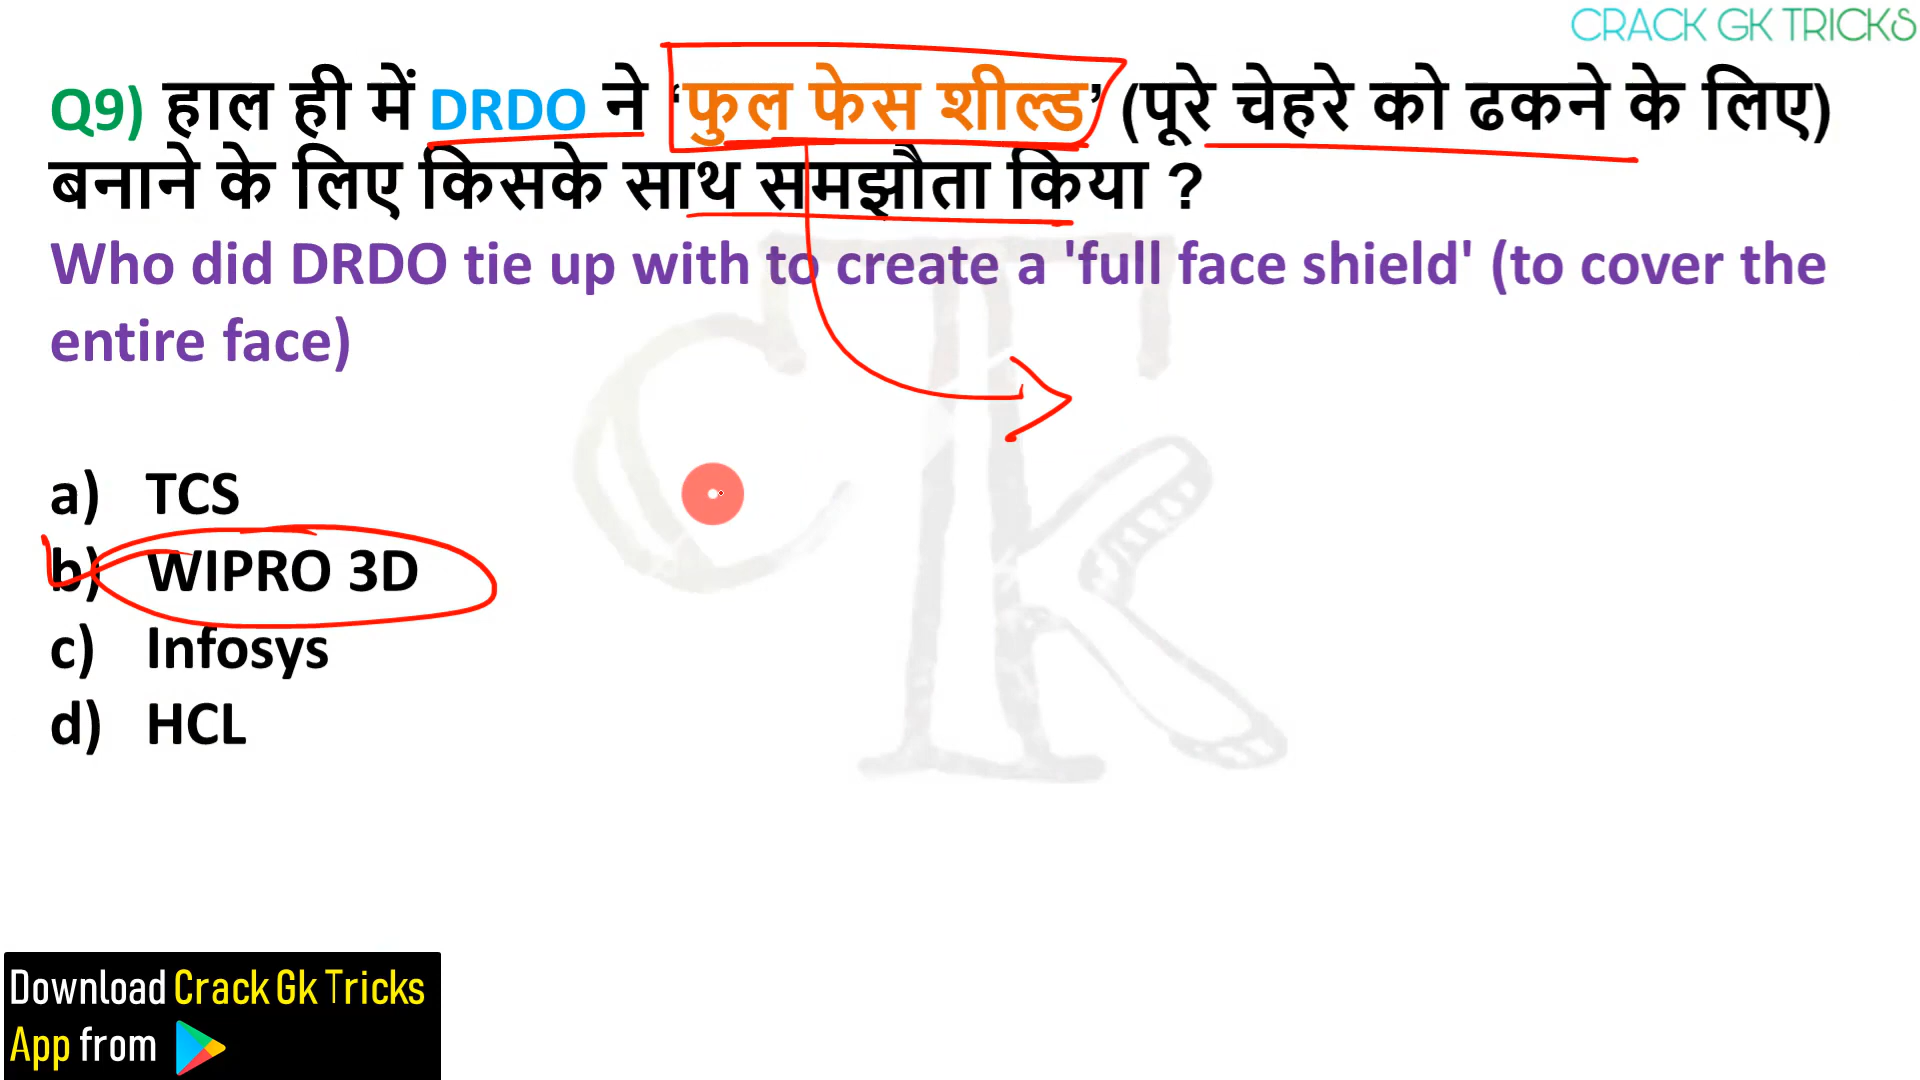 CRACK GK TRICKS
Q9) हाल ही में DRDO ने ‘फुल फेस शील्ड’ (पूरे चेहरे को ढकने के लिए)
बनाने के लिए किसके साथ समझौता किया ?
Who did DRDO tie up with to create a 'full face shield' (to cover the
entire face)
a) TCS
b) WIPRO 3D
c) Infosys
d) HCL
CTk
Download Crack Gk Tricks
App from